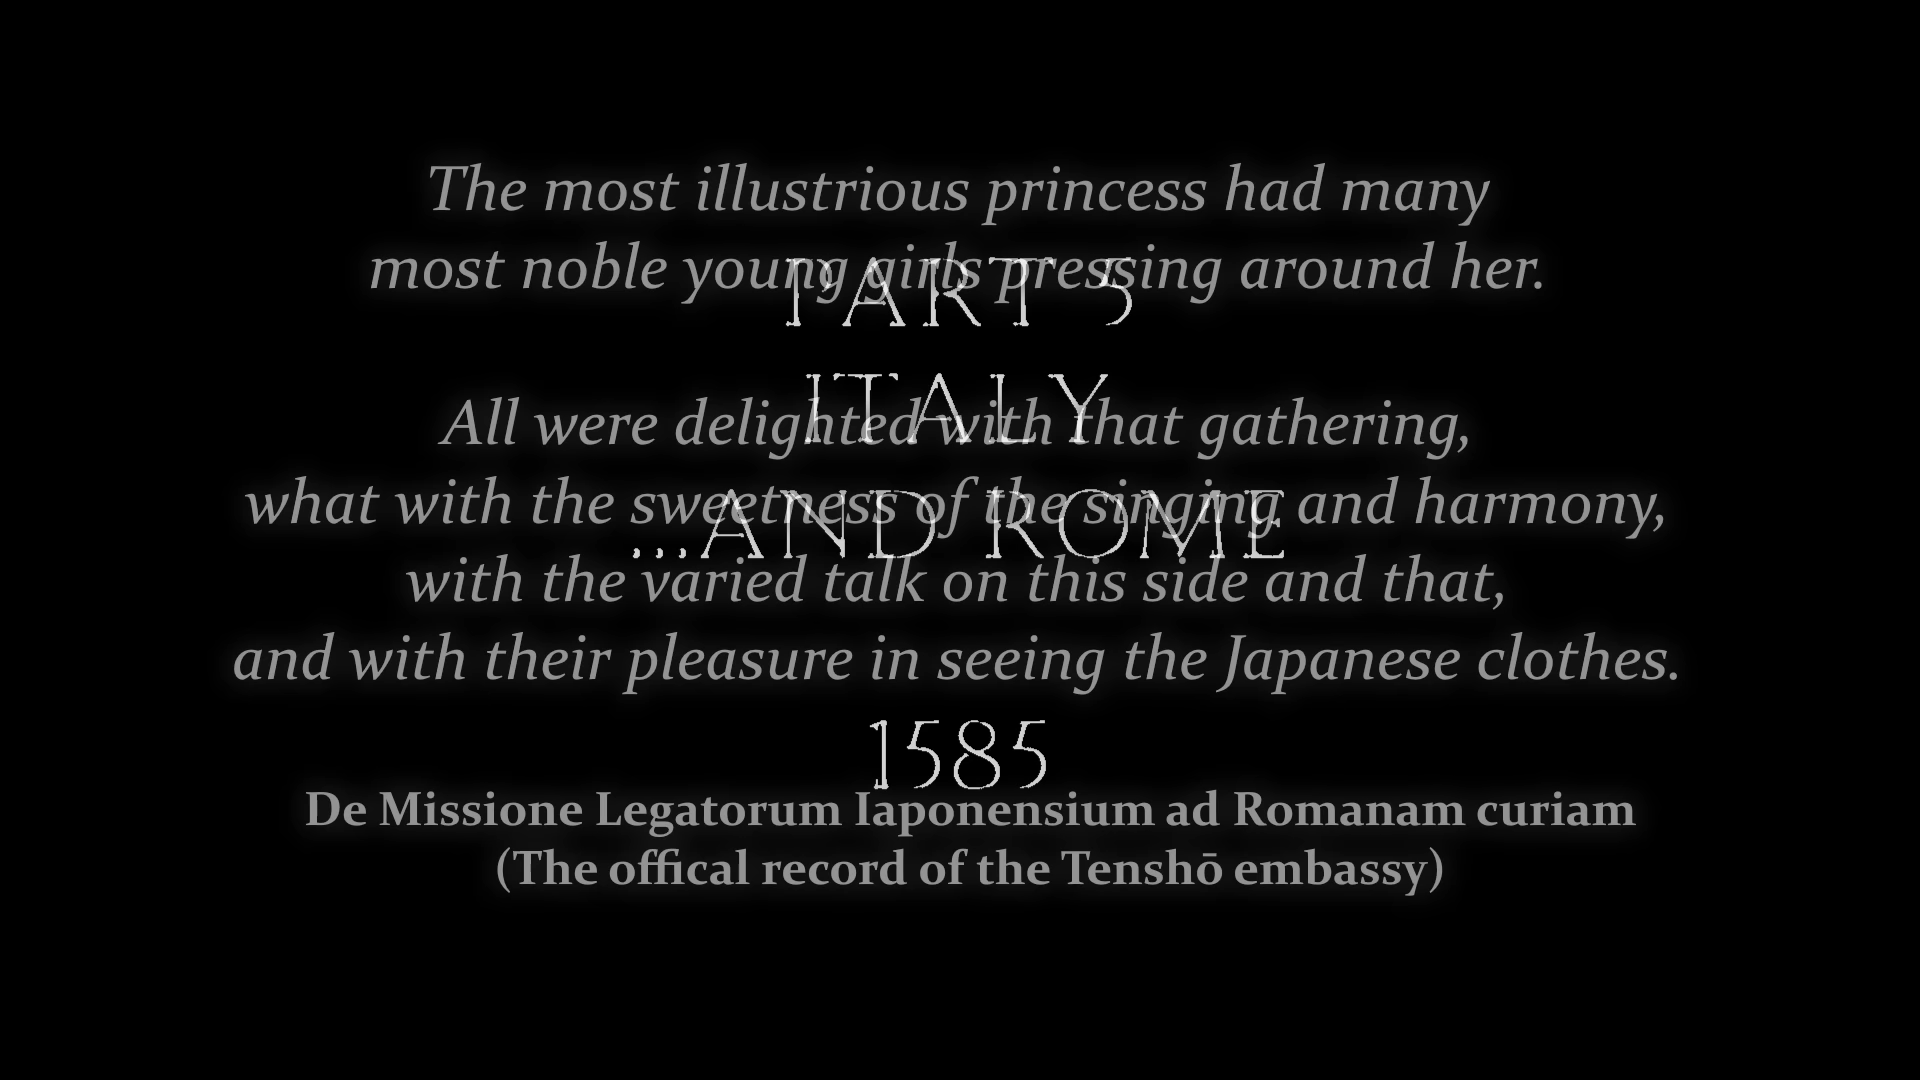 The most illustrious princess had many
most noble young girls pressing around her.
PART 5
ITALY
All were delighted with that gathering,
what with the sweetness of the singing and harmony,
...AND ROME
with the varied talk on this side and that,
and with their pleasure in seeing the Japanese clothes.
1585
De Missione Legatorum Iaponensium ad Romanam curiam
(The offical record of the Tenshō embassy)